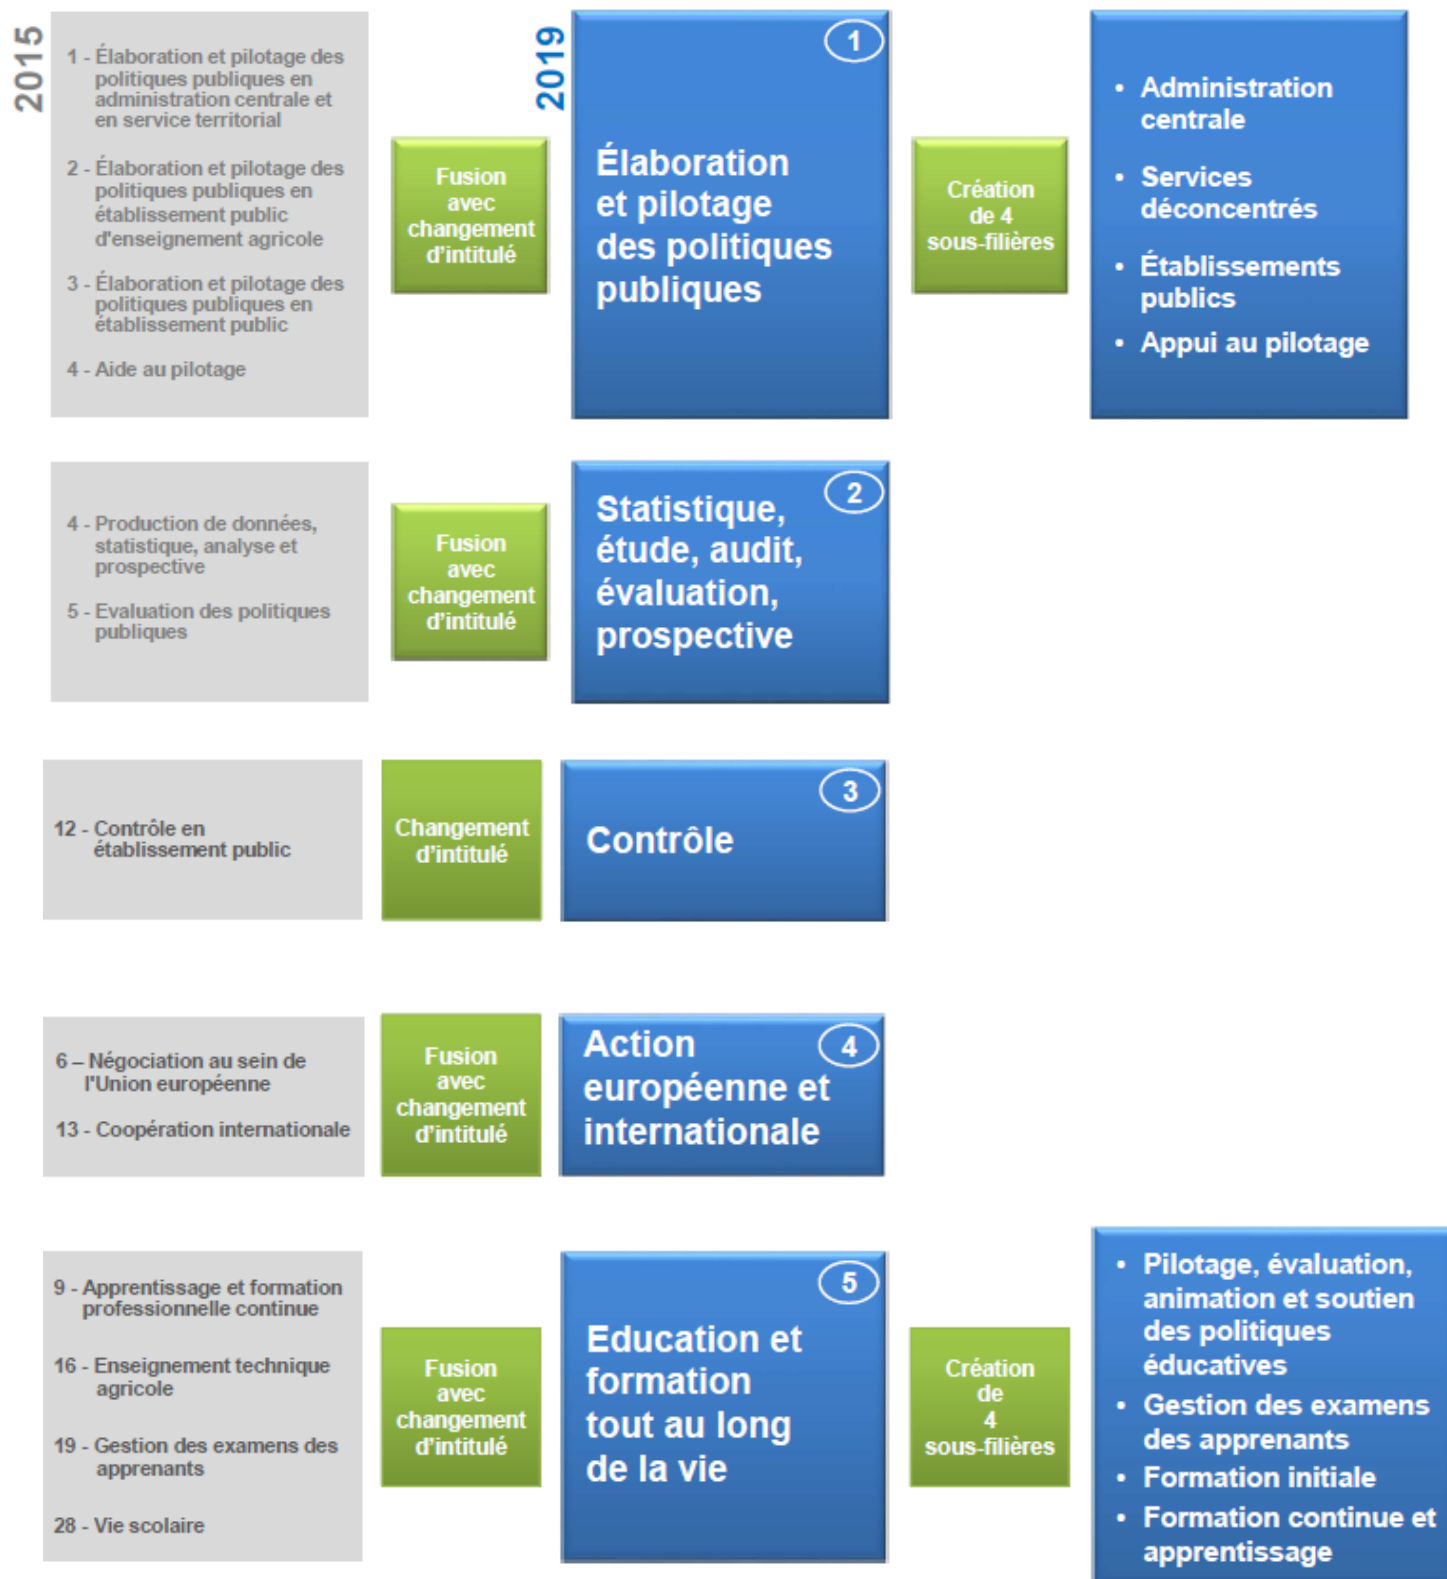 2015
1 - Élaboration et pilotage des
politiques publiques en
administration centrale et
en service territorial
2 - Élaboration et pilotage des
politiques publiques en
établissement public
d'enseignement agricole
3 - Élaboration et pilotage des
politiques publiques en
établissement public
4 - Aide au pilotage
Fusion
avec
changement
d'intitulé
2019
1
Élaboration
et pilotage
des politiques
publiques
Création
de 4
sous-filières
• Administration
centrale
• Services
déconcentrés
• Établissements
publics
• Appui au pilotage
4 - Production de données,
statistique, analyse et
prospective
5 - Evaluation des politiques
publiques
Fusion
avec
changement
d'intitulé
2
Statistique,
étude, audit,
évaluation,
prospective
12 - Contrôle en
établissement public
Changement
d'intitulé
3
Contrôle
6 – Négociation au sein de
l'Union européenne
13 - Coopération internationale
Fusion
avec
changement
d'intitulé
4
Action
européenne et
internationale
9 - Apprentissage et formation
professionnelle continue
16 - Enseignement technique
agricole
19 - Gestion des examens des
apprenants
28 - Vie scolaire
Fusion
avec
changement
d'intitulé
5
Education et
formation
tout au long
de la vie
Création
de
4
sous-filières
• Pilotage, évaluation,
animation et soutien
des politiques
éducatives
• Gestion des examens
des apprenants
• Formation initiale
• Formation continue et
apprentissage